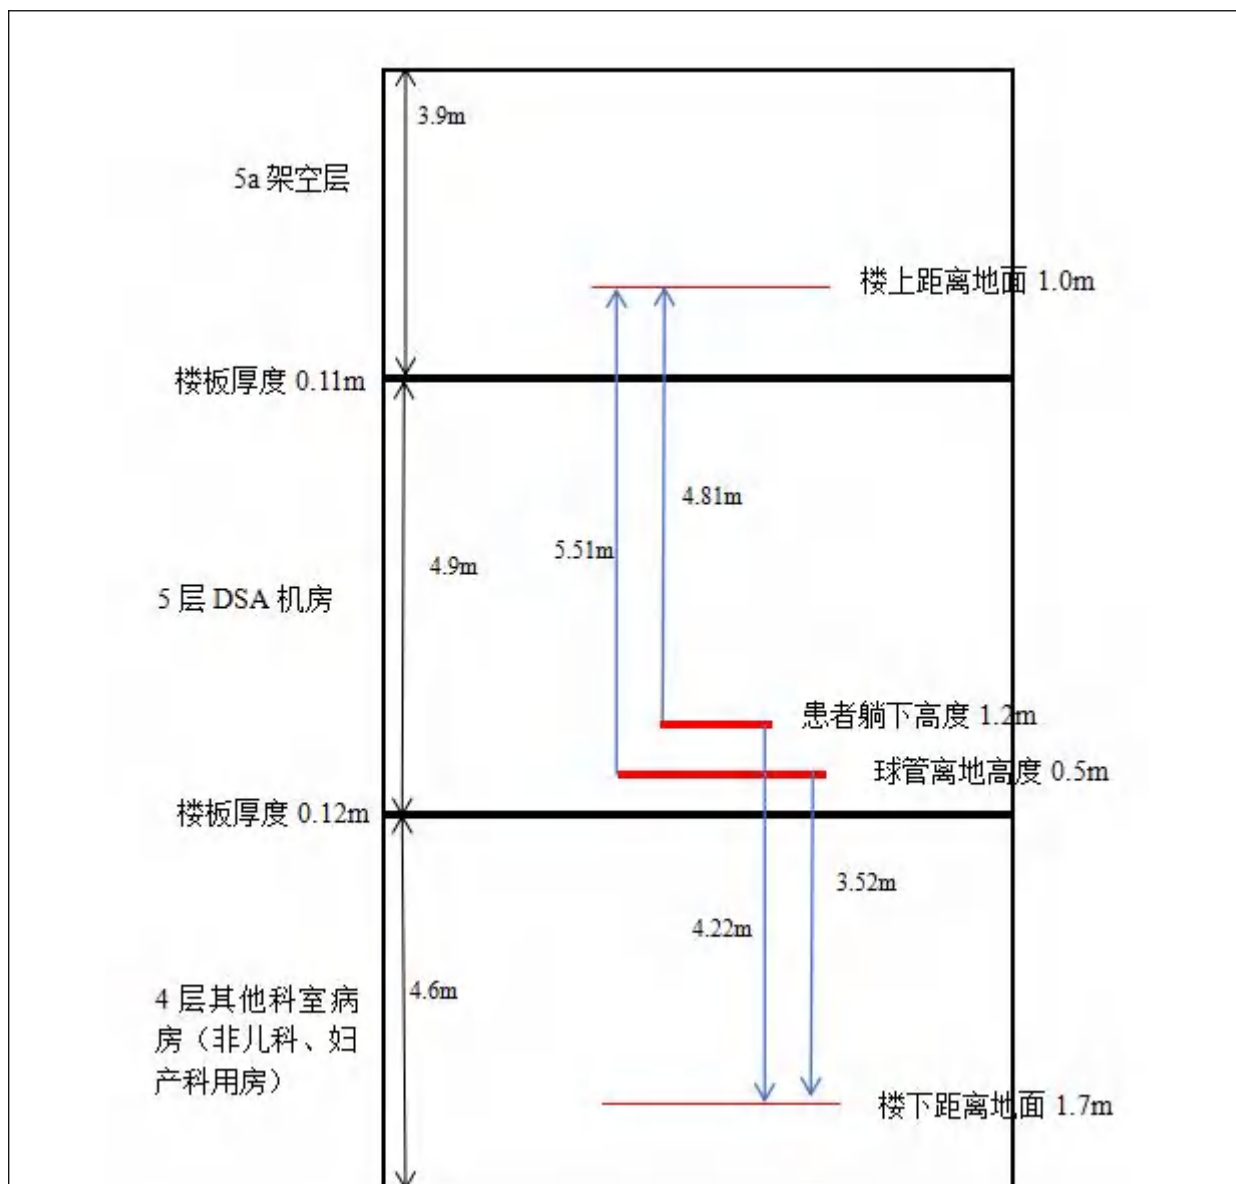 3.9m
5a 架空层
楼上距离地面 1.0m
楼板厚度 0.11m
4.81m
5.51m
4.9m
5 层 DSA 机房
患者躺下高度 1.2m
球管离地高度 0.5m
楼板厚度 0.12m
3.52m
4.22m
4.6m
4 层其他科室病
房（非儿科、妇
产科用房）
楼下距离地面 1.7m